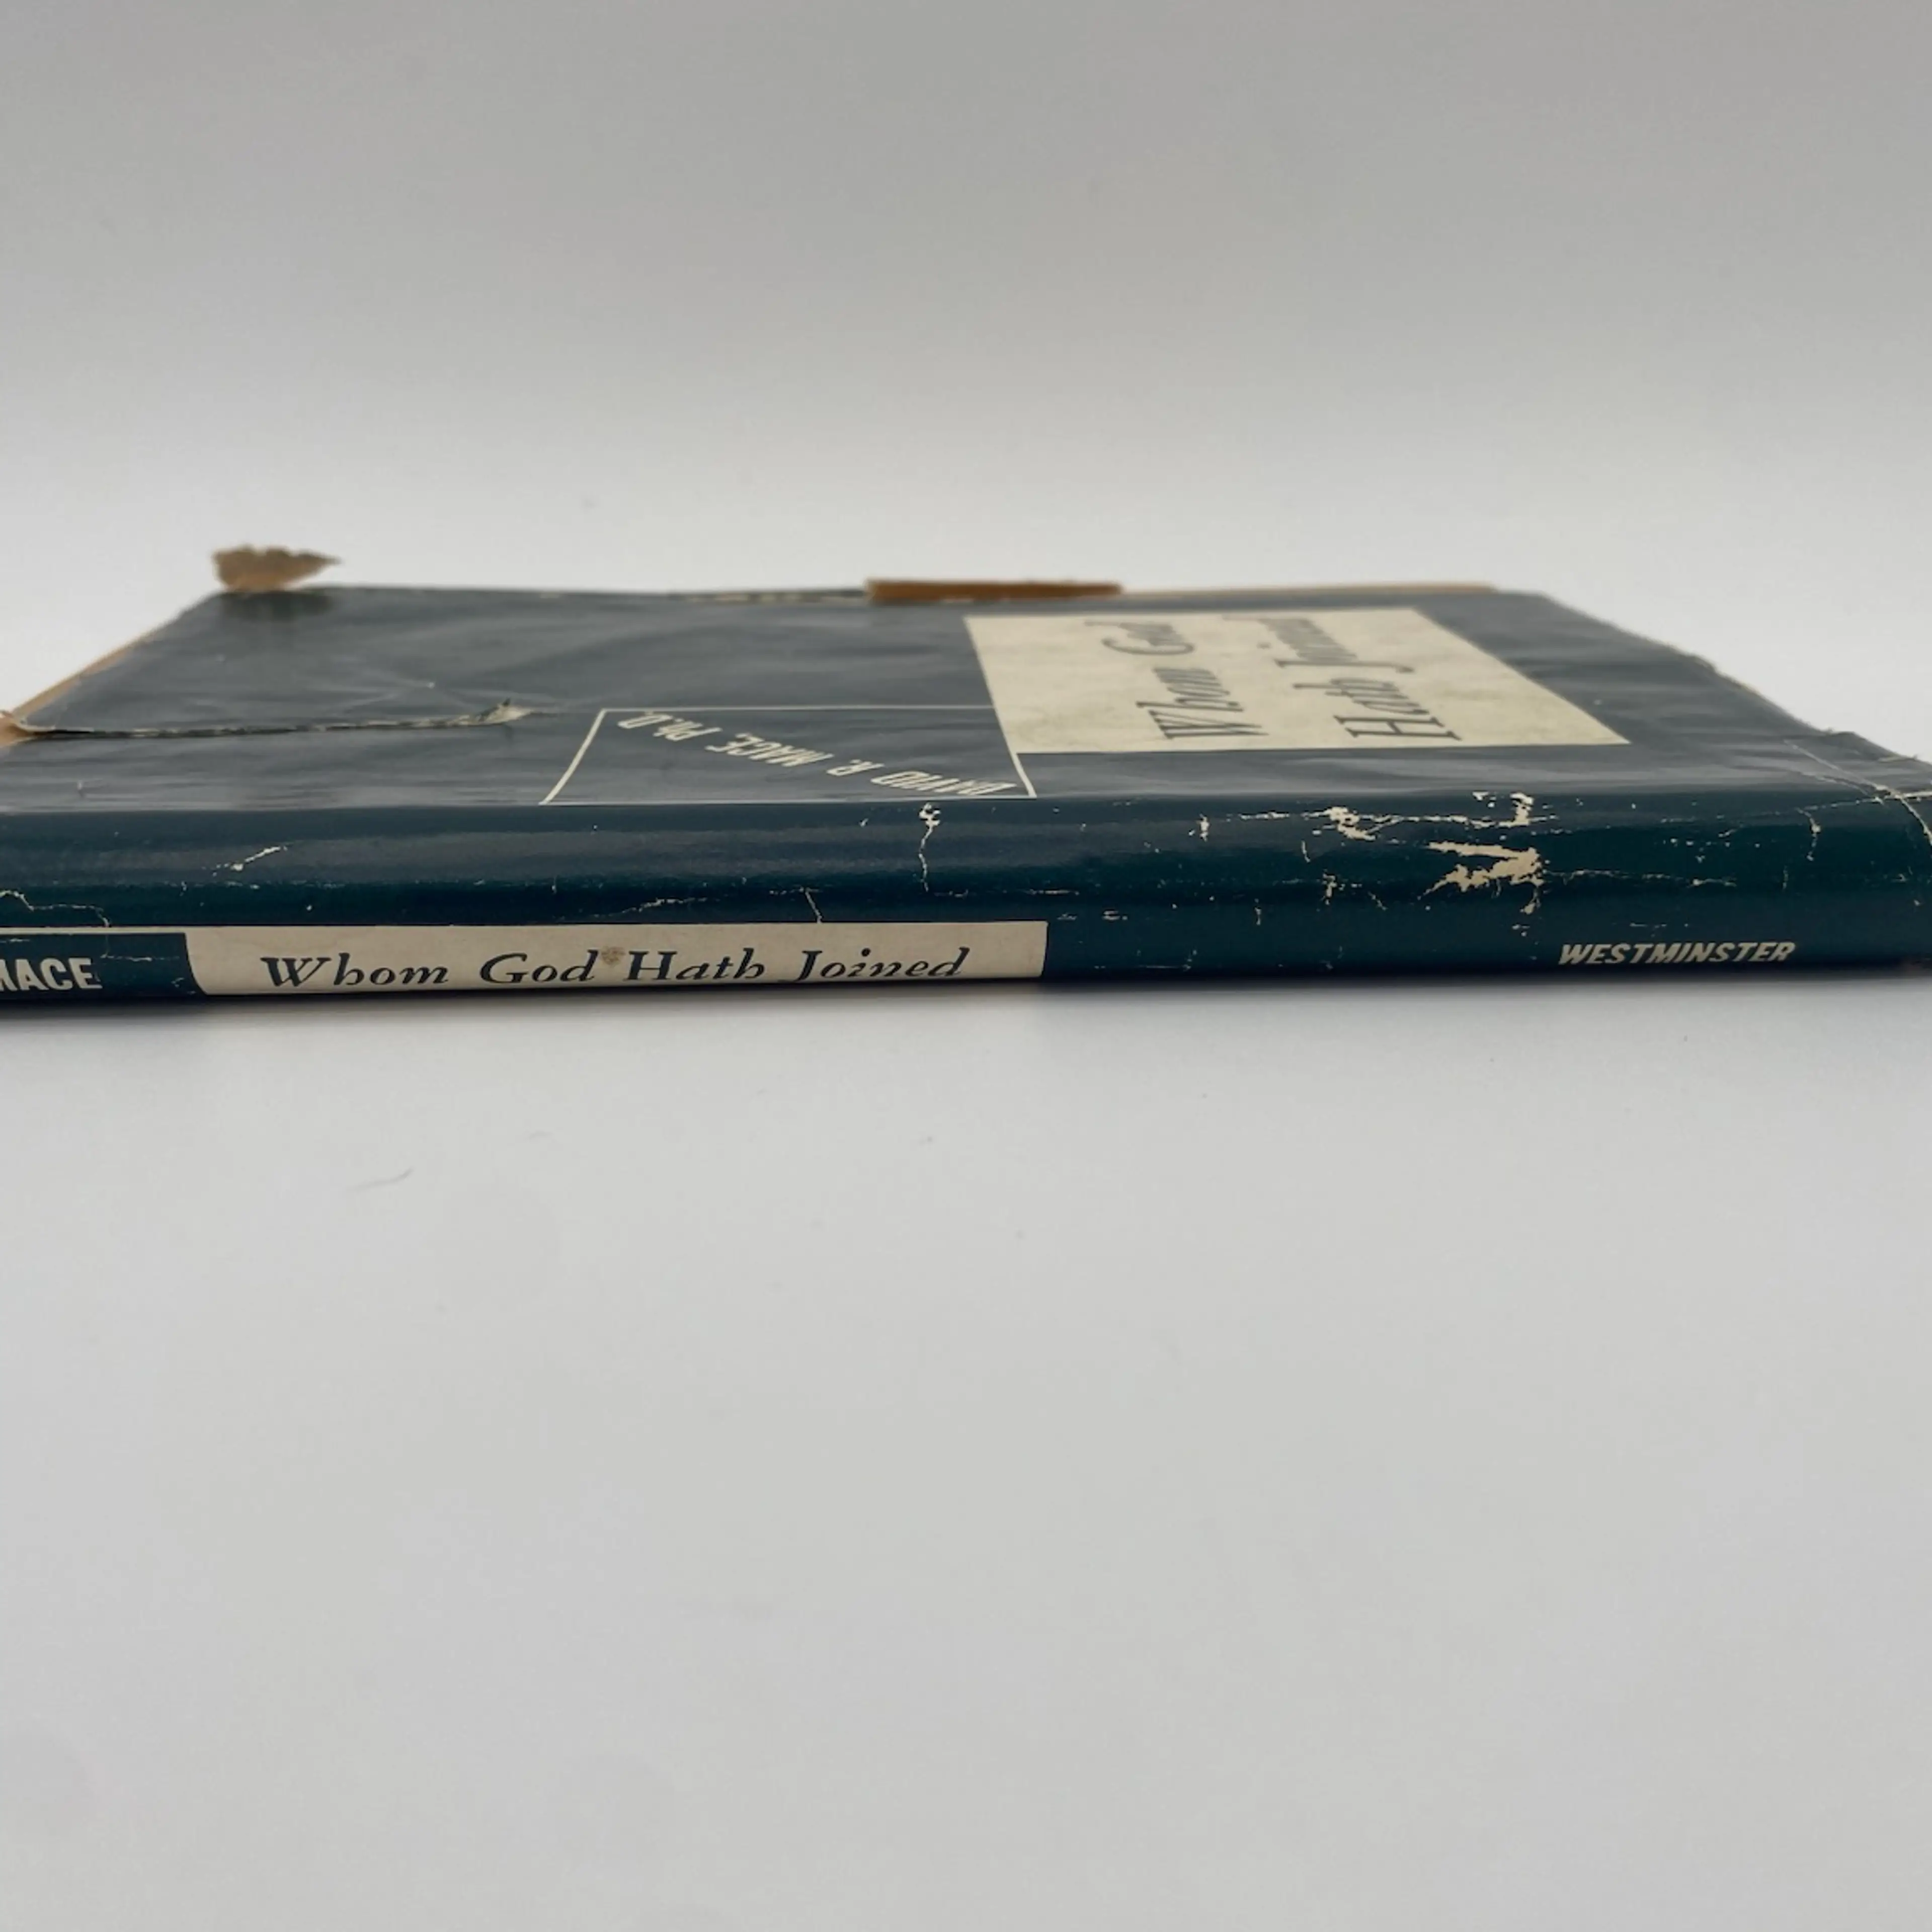 Whom God
Hath Joined
DAVID R. MACE, Ph.D.
MACE
Whom God Hath Joined
WESTMINSTER